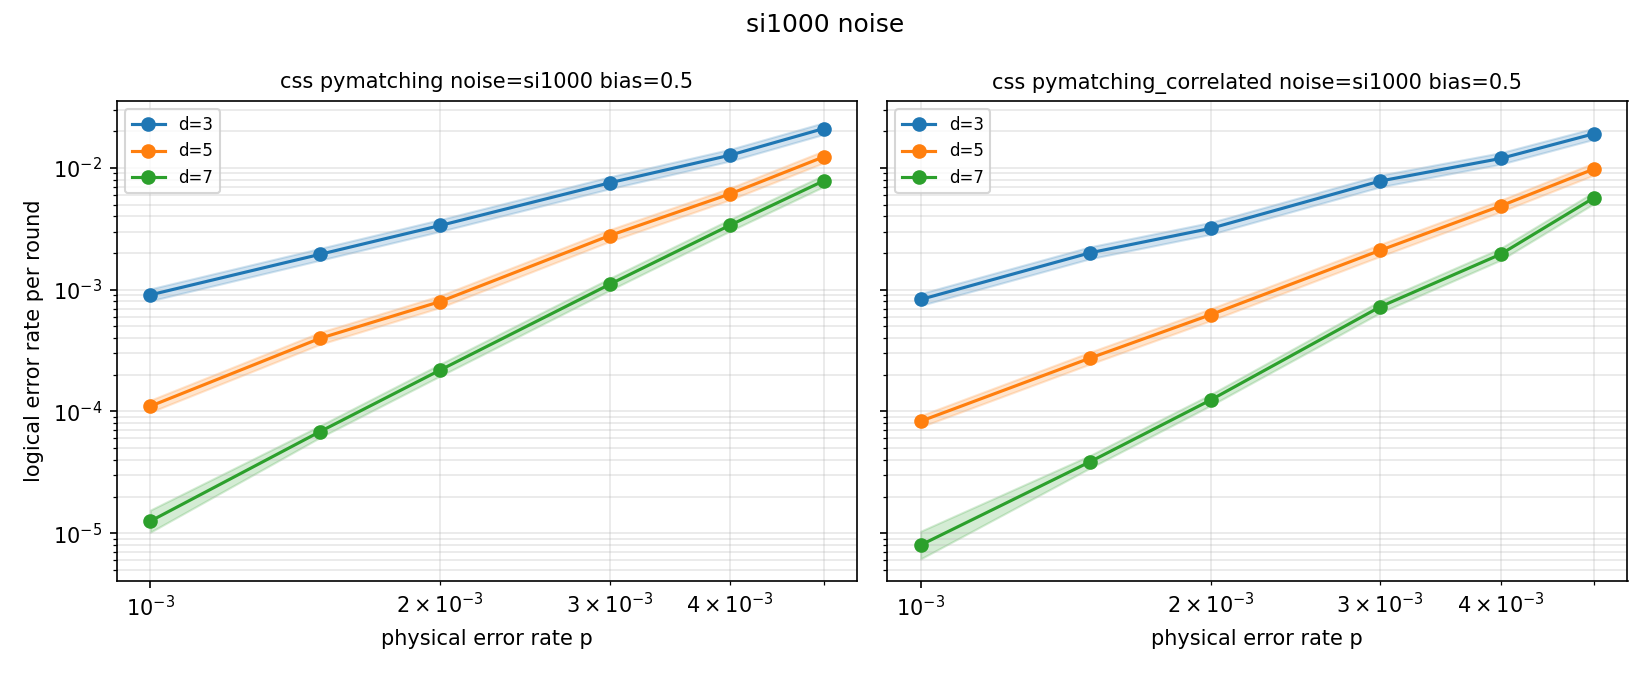 si1000 noise
css pymatching noise=si1000 bias=0.5
d=3
d=5
d=7
logical error rate per round
10⁻²
10⁻³
10⁻⁴
10⁻⁵
10⁻³
2 × 10⁻³
3 × 10⁻³
4 × 10⁻³
physical error rate p
css pymatching_correlated noise=si1000 bias=0.5
d=3
d=5
d=7
10⁻³
2 × 10⁻³
3 × 10⁻³
4 × 10⁻³
physical error rate p